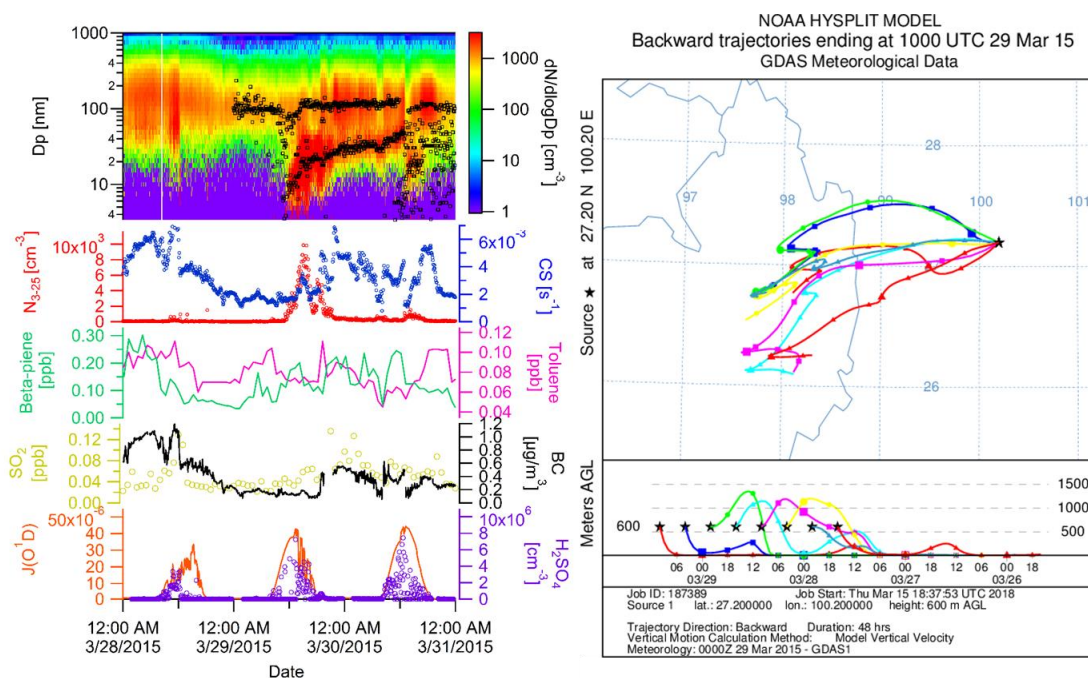 1000
4
2
100
4
2
10
4
Dp [nm]
1000
100
10
1
dN/dlogDp [cm⁻³]
10x10³
8
6
4
2
0
N₃₋₂₅ [cm⁻³]
6x10⁻³
4
2
0
CS [s⁻¹]
0.30
0.20
0.10
0.00
Beta-piene
[ppb]
0.12
0.10
0.08
0.06
0.04
Toluene
[ppb]
0.12
0.08
0.04
0.00
SO₂
[ppb]
1.2
1.0
0.8
0.6
0.4
0.2
0.0
BC
[µg/m³]
50x10⁻⁶
40
30
20
10
0
J(O¹D)
10x10⁶
8
6
4
2
0
H₂SO₄
[cm⁻³]
12:00 AM 12:00 AM 12:00 AM 12:00 AM
3/28/2015 3/29/2015 3/30/2015 3/31/2015
Date
NOAA HYSPLIT MODEL
Backward trajectories ending at 1000 UTC 29 Mar 15
GDAS Meteorological Data
Source ★ at 27.20 N 100.20 E
28
97 98 99 100 101
26
Meters AGL
600
1500
1000
500
06 00 18 12 06 00 18 12 06 00 18 12 06 00 18
03/29 03/28 03/27 03/26
Job ID: 187389 Job Start: Thu Mar 15 18:37:53 UTC 2018
Source 1 lat.: 27.200000 lon.: 100.200000 height: 600 m AGL
Trajectory Direction: Backward Duration: 48 hrs
Vertical Motion Calculation Method: Model Vertical Velocity
Meteorology: 0000Z 29 Mar 2015 - GDAS1